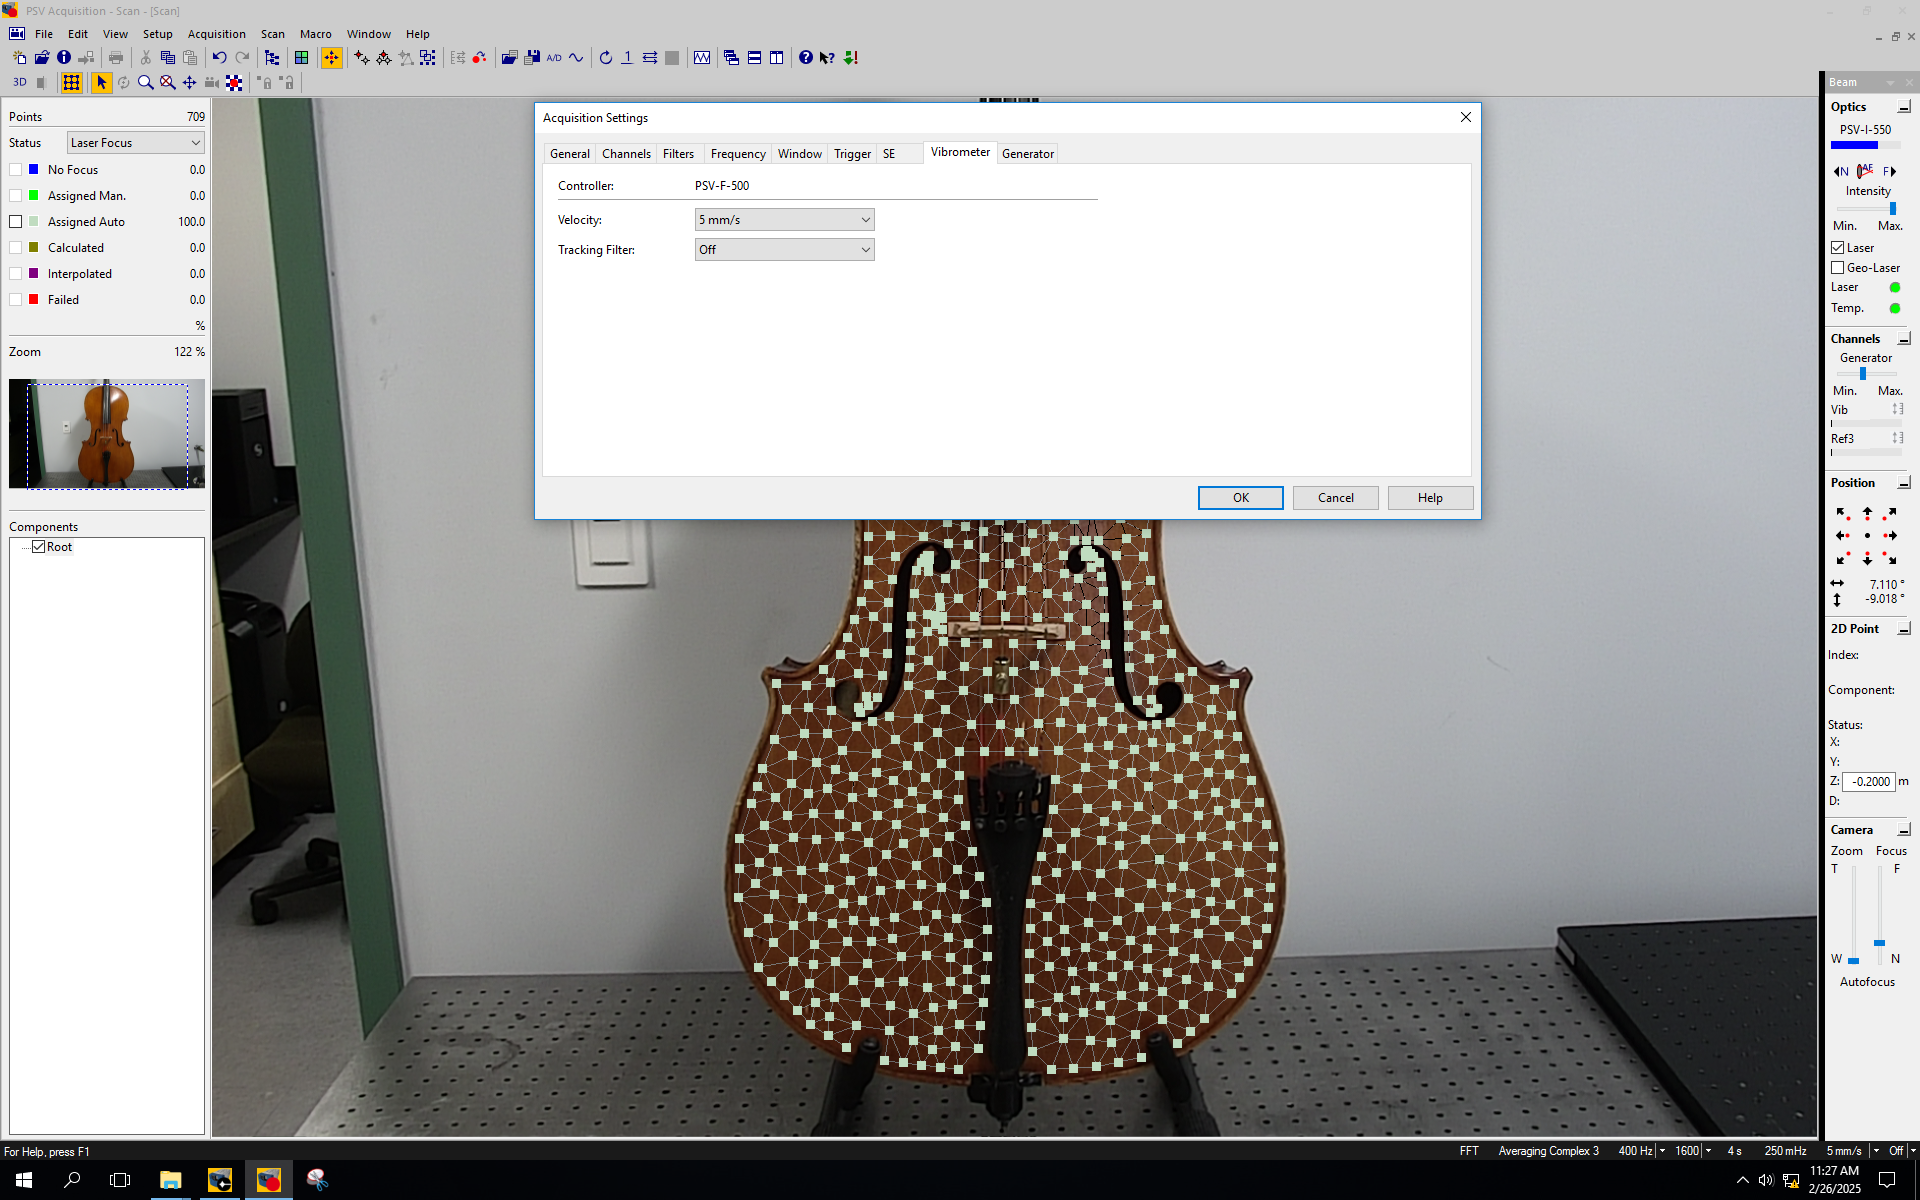 PSV Acquisition - Scan - [Scan]
File Edit View Setup Acquisition Scan Macro Window Help
A/D
3D
Points 709
Status Laser Focus
No Focus 0.0
Assigned Man. 0.0
Assigned Auto 100.0
Calculated 0.0
Interpolated 0.0
Failed 0.0
%
Zoom 122 %
Components
Root
Acquisition Settings
General Channels Filters Frequency Window Trigger SE Vibrometer Generator
Controller: PSV-F-500
Velocity: 5 mm/s
Tracking Filter: Off
OK Cancel Help
Beam
Optics
PSV-I-550
N AF F
Intensity
Min. Max.
Laser
Geo-Laser
Laser
Temp.
Channels
Generator
Min. Max.
Vib
Ref3
Position
7.110 °
-9.018 °
2D Point
Index:
Component:
Status:
X:
Y:
Z: -0.2000 m
D:
Camera
Zoom Focus
T F
W N
Autofocus
For Help, press F1
FFT Averaging Complex 3 400 Hz 1600 4 s 250 mHz 5 mm/s Off
11:27 AM
2/26/2025